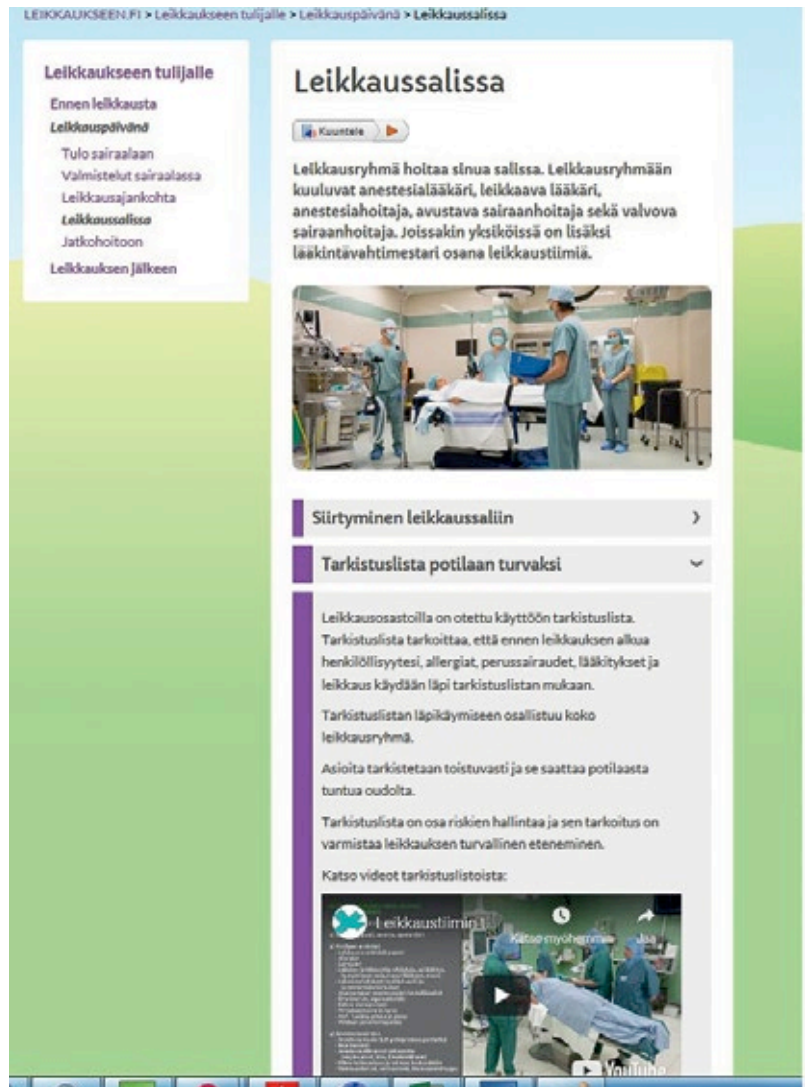 LEIKKAUKSEEN.FI > Leikkaukseen tulijalle > Leikkauspäivänä > Leikkaussalissa
Leikkaukseen tulijalle
Ennen leikkausta
Leikkauspäivänä
Tulo sairaalaan
Valmistelut sairaalassa
Leikkausajankohta
Leikkaussalissa
Jatkohoitoon
Leikkauksen jälkeen
Leikkaussalissa
Kuuntele
Leikkausryhmä hoitaa sinua salissa. Leikkausryhmään
kuuluvat anestesialääkäri, leikkaava lääkäri,
anestesiahoitaja, avustava sairaanhoitaja sekä valvova
sairaanhoitaja. Joissakin yksiköissä on lisäksi
lääkintävahtimestari osana leikkaustiimiä.
Siirtyminen leikkaussaliin
Tarkistuslista potilaan turvaksi
Leikkausosastoilla on otettu käyttöön tarkistuslista.
Tarkistuslista tarkoittaa, että ennen leikkauksen alkua
henkilöllisyytesi, allergiat, perussairaudet, lääkitykset ja
leikkaus käydään läpi tarkistuslistan mukaan.
Tarkistuslistan läpikäymiseen osallistuu koko
leikkausryhmä.
Asioita tarkistetaan toistuvasti ja se saattaa potilaasta
tuntua oudolta.
Tarkistuslista on osa riskien hallintaa ja sen tarkoitus on
varmistaa leikkauksen turvallinen eteneminen.
Katso videot tarkistuslistoista:
Leikkaustiimin
Katso myöhemmin
Jaa
YouTube